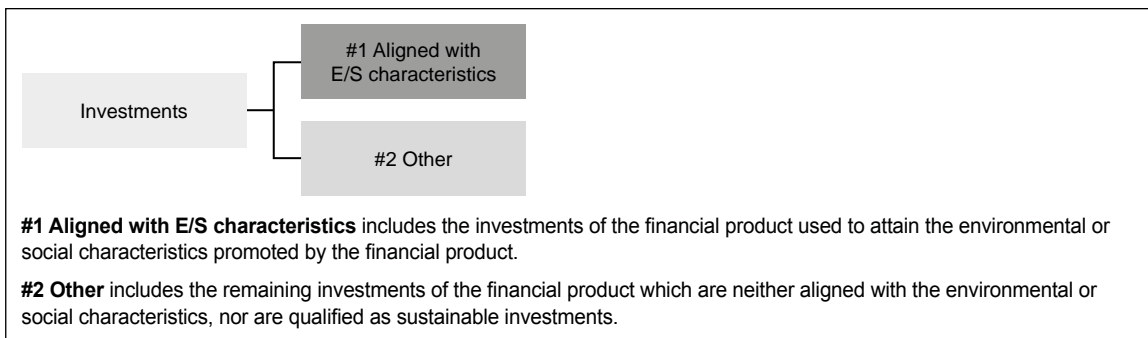 #1 Aligned with
E/S characteristics
Investments
#2 Other
#1 Aligned with E/S characteristics includes the investments of the financial product used to attain the environmental or
social characteristics promoted by the financial product.
#2 Other includes the remaining investments of the financial product which are neither aligned with the environmental or
social characteristics, nor are qualified as sustainable investments.